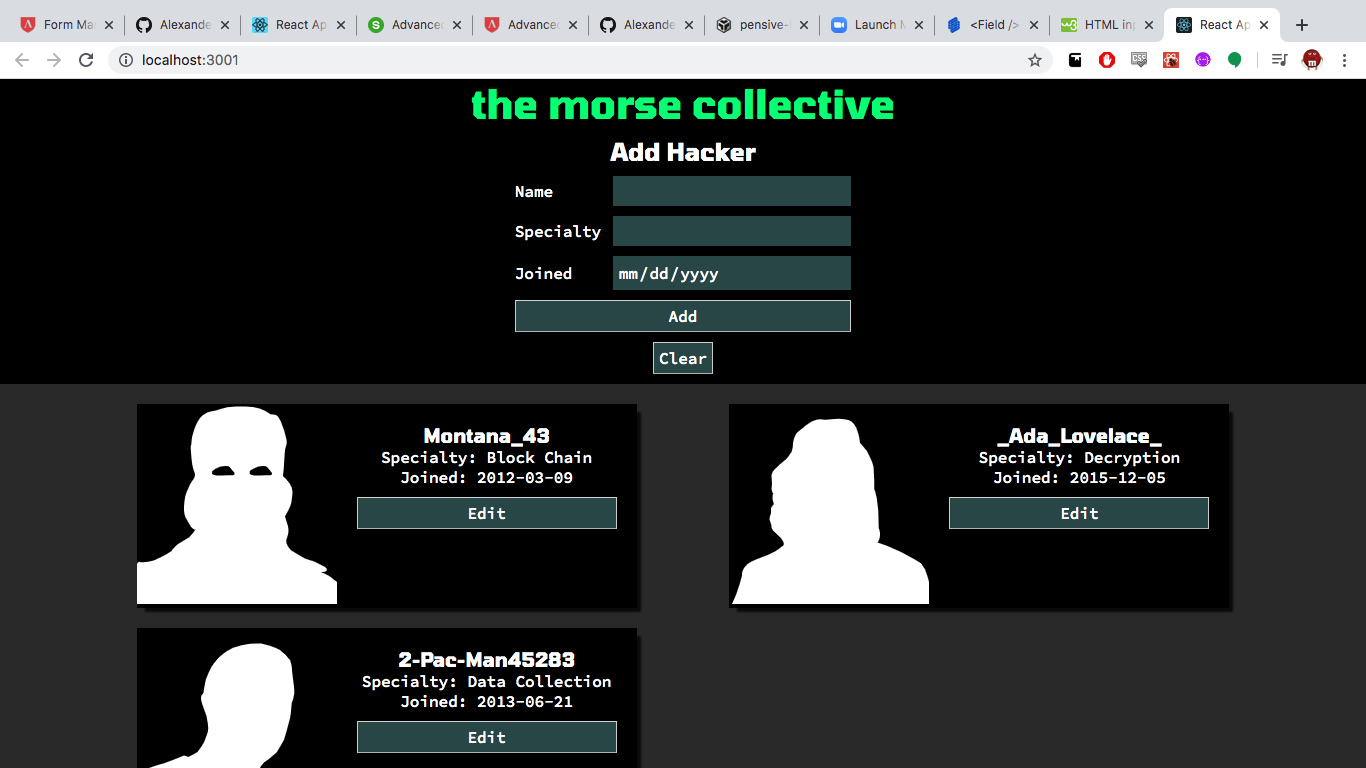 Form Ma
Alexande
React Ap
Advance
Advance
Alexande
pensive-
Launch M
<Field />
HTML inp
React Ap
localhost:3001
the morse collective
Add Hacker
Name
Specialty
Joined mm/dd/yyyy
Add
Clear
Montana_43
Specialty: Block Chain
Joined: 2012-03-09
Edit
_Ada_Lovelace_
Specialty: Decryption
Joined: 2015-12-05
Edit
2-Pac-Man45283
Specialty: Data Collection
Joined: 2013-06-21
Edit